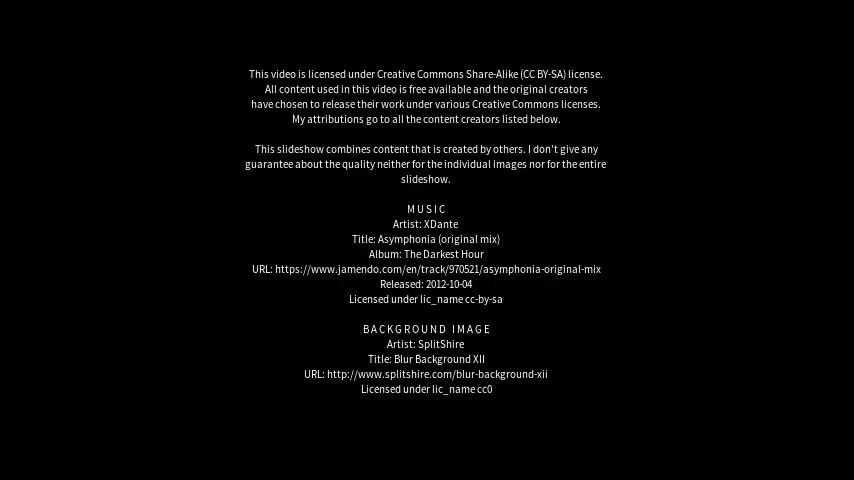 This video is licensed under Creative Commons Share-Alike (CC BY-SA) license.
All content used in this video is free available and the original creators
have chosen to release their work under various Creative Commons licenses.
My attributions go to all the content creators listed below.
This slideshow combines content that is created by others. I don't give any
guarantee about the quality neither for the individual images nor for the entire
slideshow.
MUSIC
Artist: XDante
Title: Asymphonia (original mix)
Album: The Darkest Hour
URL: https://www.jamendo.com/en/track/970521/asymphonia-original-mix
Released: 2012-10-04
Licensed under lic_name cc-by-sa
BACKGROUND IMAGE
Artist: SplitShire
Title: Blur Background XII
URL: http://www.splitshire.com/blur-background-xii
Licensed under lic_name cc0